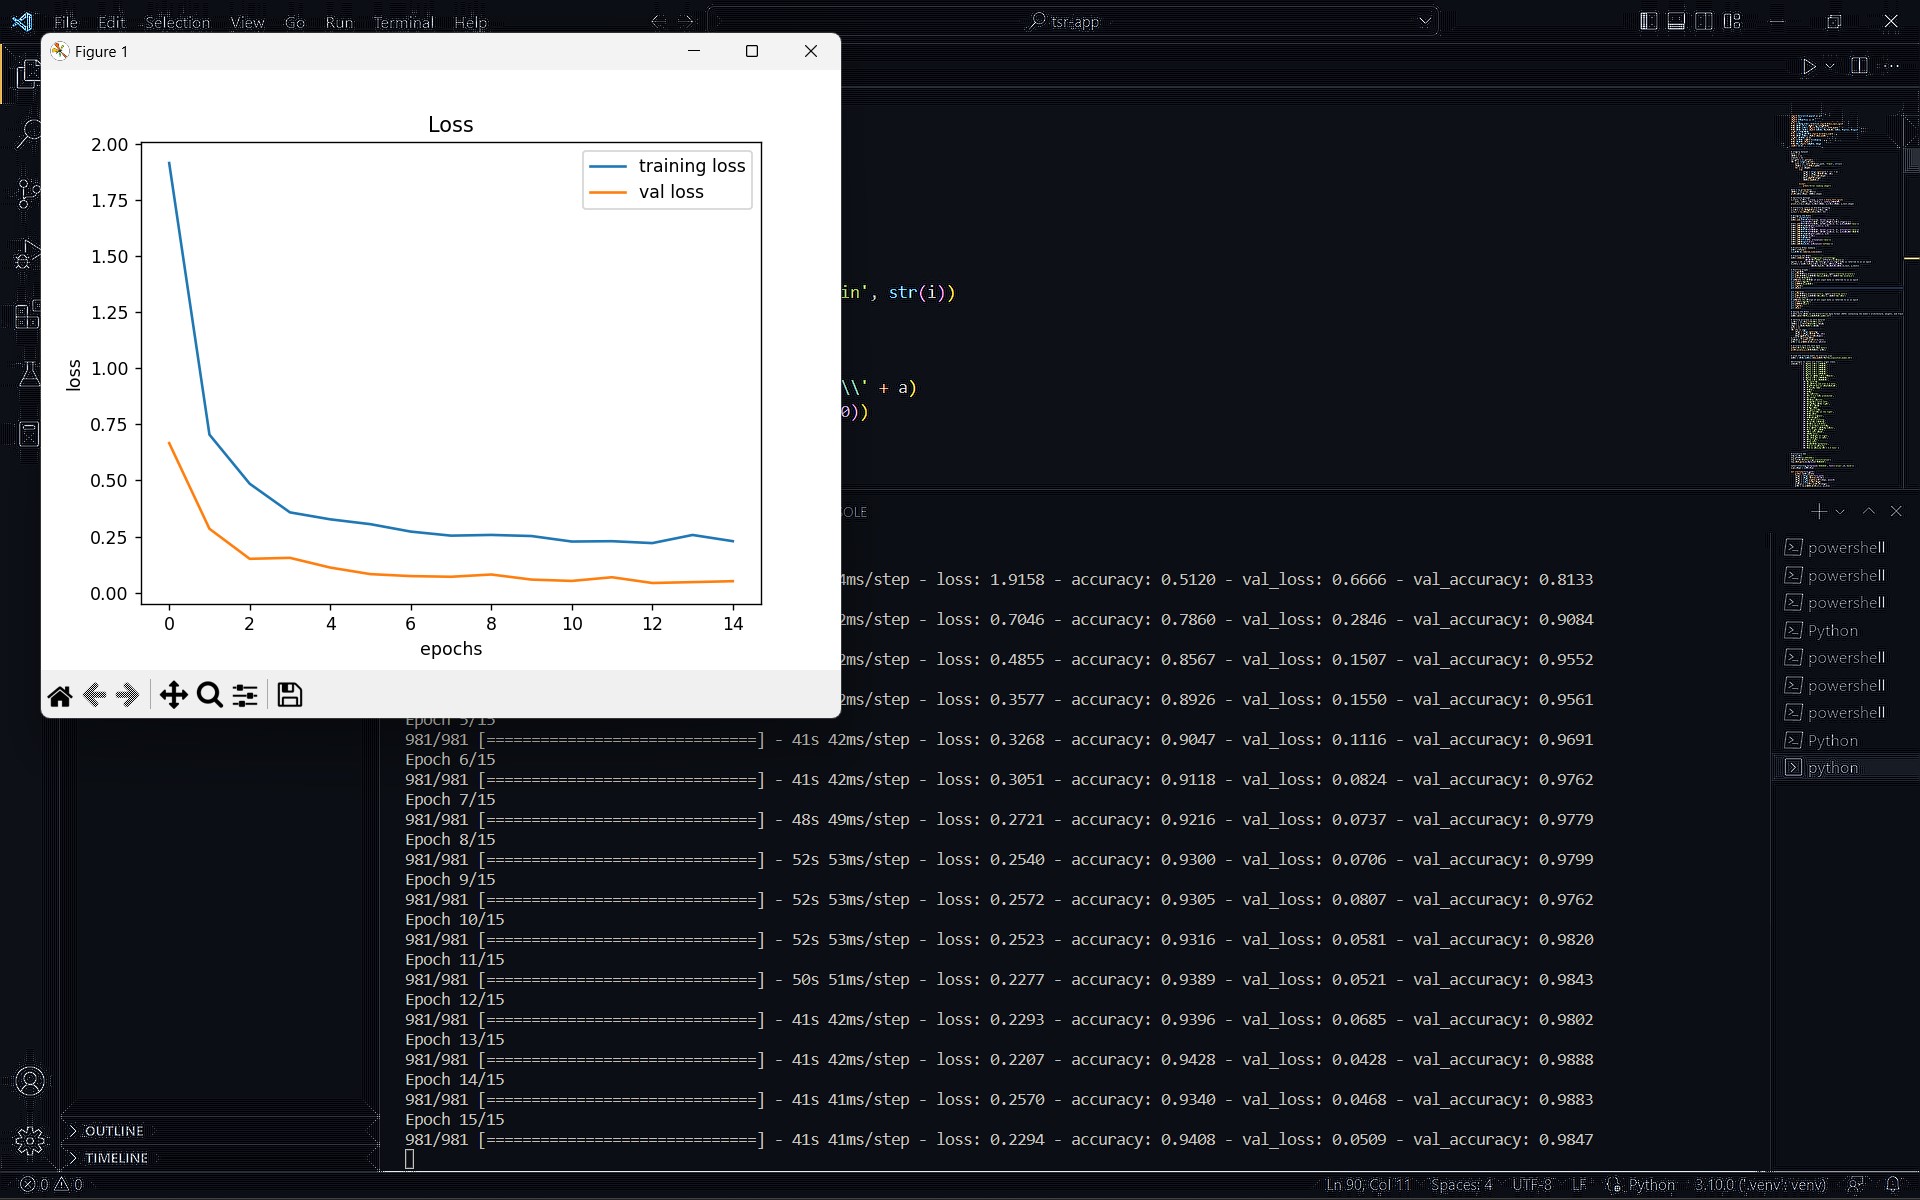 File Edit Selection View Go Run Terminal Help
tsr-app
Figure 1
Loss
2.00
1.75
1.50
1.25
1.00
0.75
0.50
0.25
0.00
loss
training loss
val loss
0 2 4 6 8 10 12 14
epochs
in', str(i))
\\' + a)
0))
OLE
powershell
powershell
powershell
Python
powershell
powershell
powershell
Python
python
4ms/step - loss: 1.9158 - accuracy: 0.5120 - val_loss: 0.6666 - val_accuracy: 0.8133
2ms/step - loss: 0.7046 - accuracy: 0.7860 - val_loss: 0.2846 - val_accuracy: 0.9084
2ms/step - loss: 0.4855 - accuracy: 0.8567 - val_loss: 0.1507 - val_accuracy: 0.9552
2ms/step - loss: 0.3577 - accuracy: 0.8926 - val_loss: 0.1550 - val_accuracy: 0.9561
Epoch 5/15
981/981 [==============================] - 41s 42ms/step - loss: 0.3268 - accuracy: 0.9047 - val_loss: 0.1116 - val_accuracy: 0.9691
Epoch 6/15
981/981 [==============================] - 41s 42ms/step - loss: 0.3051 - accuracy: 0.9118 - val_loss: 0.0824 - val_accuracy: 0.9762
Epoch 7/15
981/981 [==============================] - 48s 49ms/step - loss: 0.2721 - accuracy: 0.9216 - val_loss: 0.0737 - val_accuracy: 0.9779
Epoch 8/15
981/981 [==============================] - 52s 53ms/step - loss: 0.2540 - accuracy: 0.9300 - val_loss: 0.0706 - val_accuracy: 0.9799
Epoch 9/15
981/981 [==============================] - 52s 53ms/step - loss: 0.2572 - accuracy: 0.9305 - val_loss: 0.0807 - val_accuracy: 0.9762
Epoch 10/15
981/981 [==============================] - 52s 53ms/step - loss: 0.2523 - accuracy: 0.9316 - val_loss: 0.0581 - val_accuracy: 0.9820
Epoch 11/15
981/981 [==============================] - 50s 51ms/step - loss: 0.2277 - accuracy: 0.9389 - val_loss: 0.0521 - val_accuracy: 0.9843
Epoch 12/15
981/981 [==============================] - 41s 42ms/step - loss: 0.2293 - accuracy: 0.9396 - val_loss: 0.0685 - val_accuracy: 0.9802
Epoch 13/15
981/981 [==============================] - 41s 42ms/step - loss: 0.2207 - accuracy: 0.9428 - val_loss: 0.0428 - val_accuracy: 0.9888
Epoch 14/15
981/981 [==============================] - 41s 41ms/step - loss: 0.2570 - accuracy: 0.9340 - val_loss: 0.0468 - val_accuracy: 0.9883
Epoch 15/15
981/981 [==============================] - 41s 41ms/step - loss: 0.2294 - accuracy: 0.9408 - val_loss: 0.0509 - val_accuracy: 0.9847
OUTLINE
TIMELINE
0 0
Ln 90, Col 11 Spaces: 4 UTF-8 LF Python 3.10.0 ('.venv': venv)